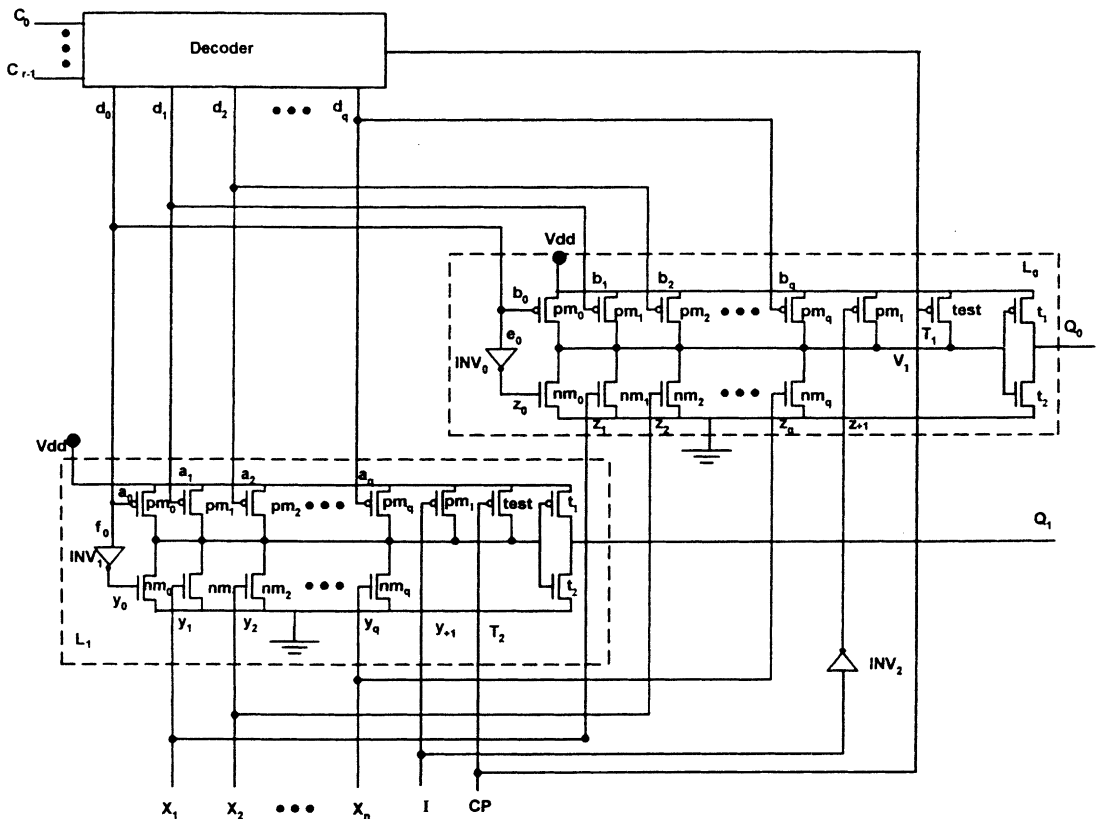 C0
Cr-1
Decoder
d0 d1 d2 ••• dq
Vdd
L0
b0 b1 b2 bq
pm0 pm1 pm2 ••• pmq pmI test t1
e0
T1
Q0
INV0
V1
nm0 nm1 nm2 ••• nmq t2
z0 z1 z2 zq z+1
Vdd
a0 a1 a2 aq
pm0 pm1 pm2 ••• pmq pmI test t1
Q1
f0
INV1
nm0 nm nm2 ••• nmq t2
y0 y1 y2 yq y+1 T2
L1
INV2
X1 X2 ••• Xn I CP